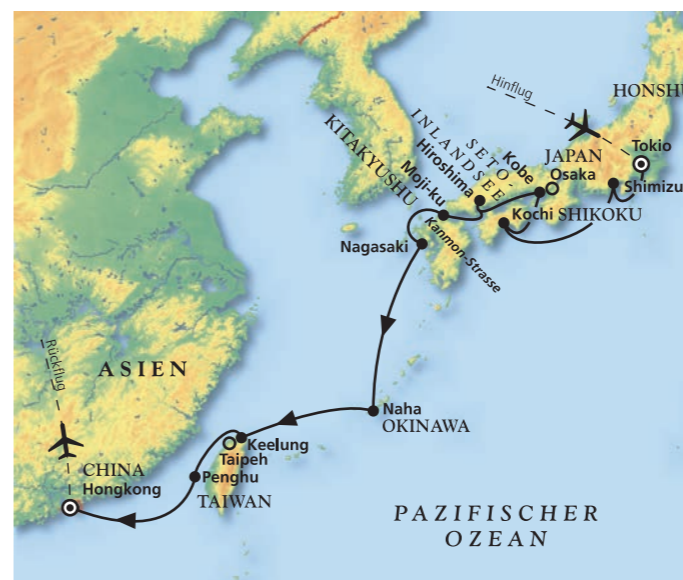 Hinflug
HONSHU
KITAKYUSHU
SETO-
INLANDSEE
Moji-ku
Hiroshima
Kobe
JAPAN
Osaka
Tokio
Shimizu
Kochi
SHIKOKU
Kanmon-Strasse
Nagasaki
Rückflug
ASIEN
Naha
OKINAWA
Keelung
Taipeh
Penghu
TAIWAN
CHINA
Hongkong
PAZIFISCHER
OZEAN